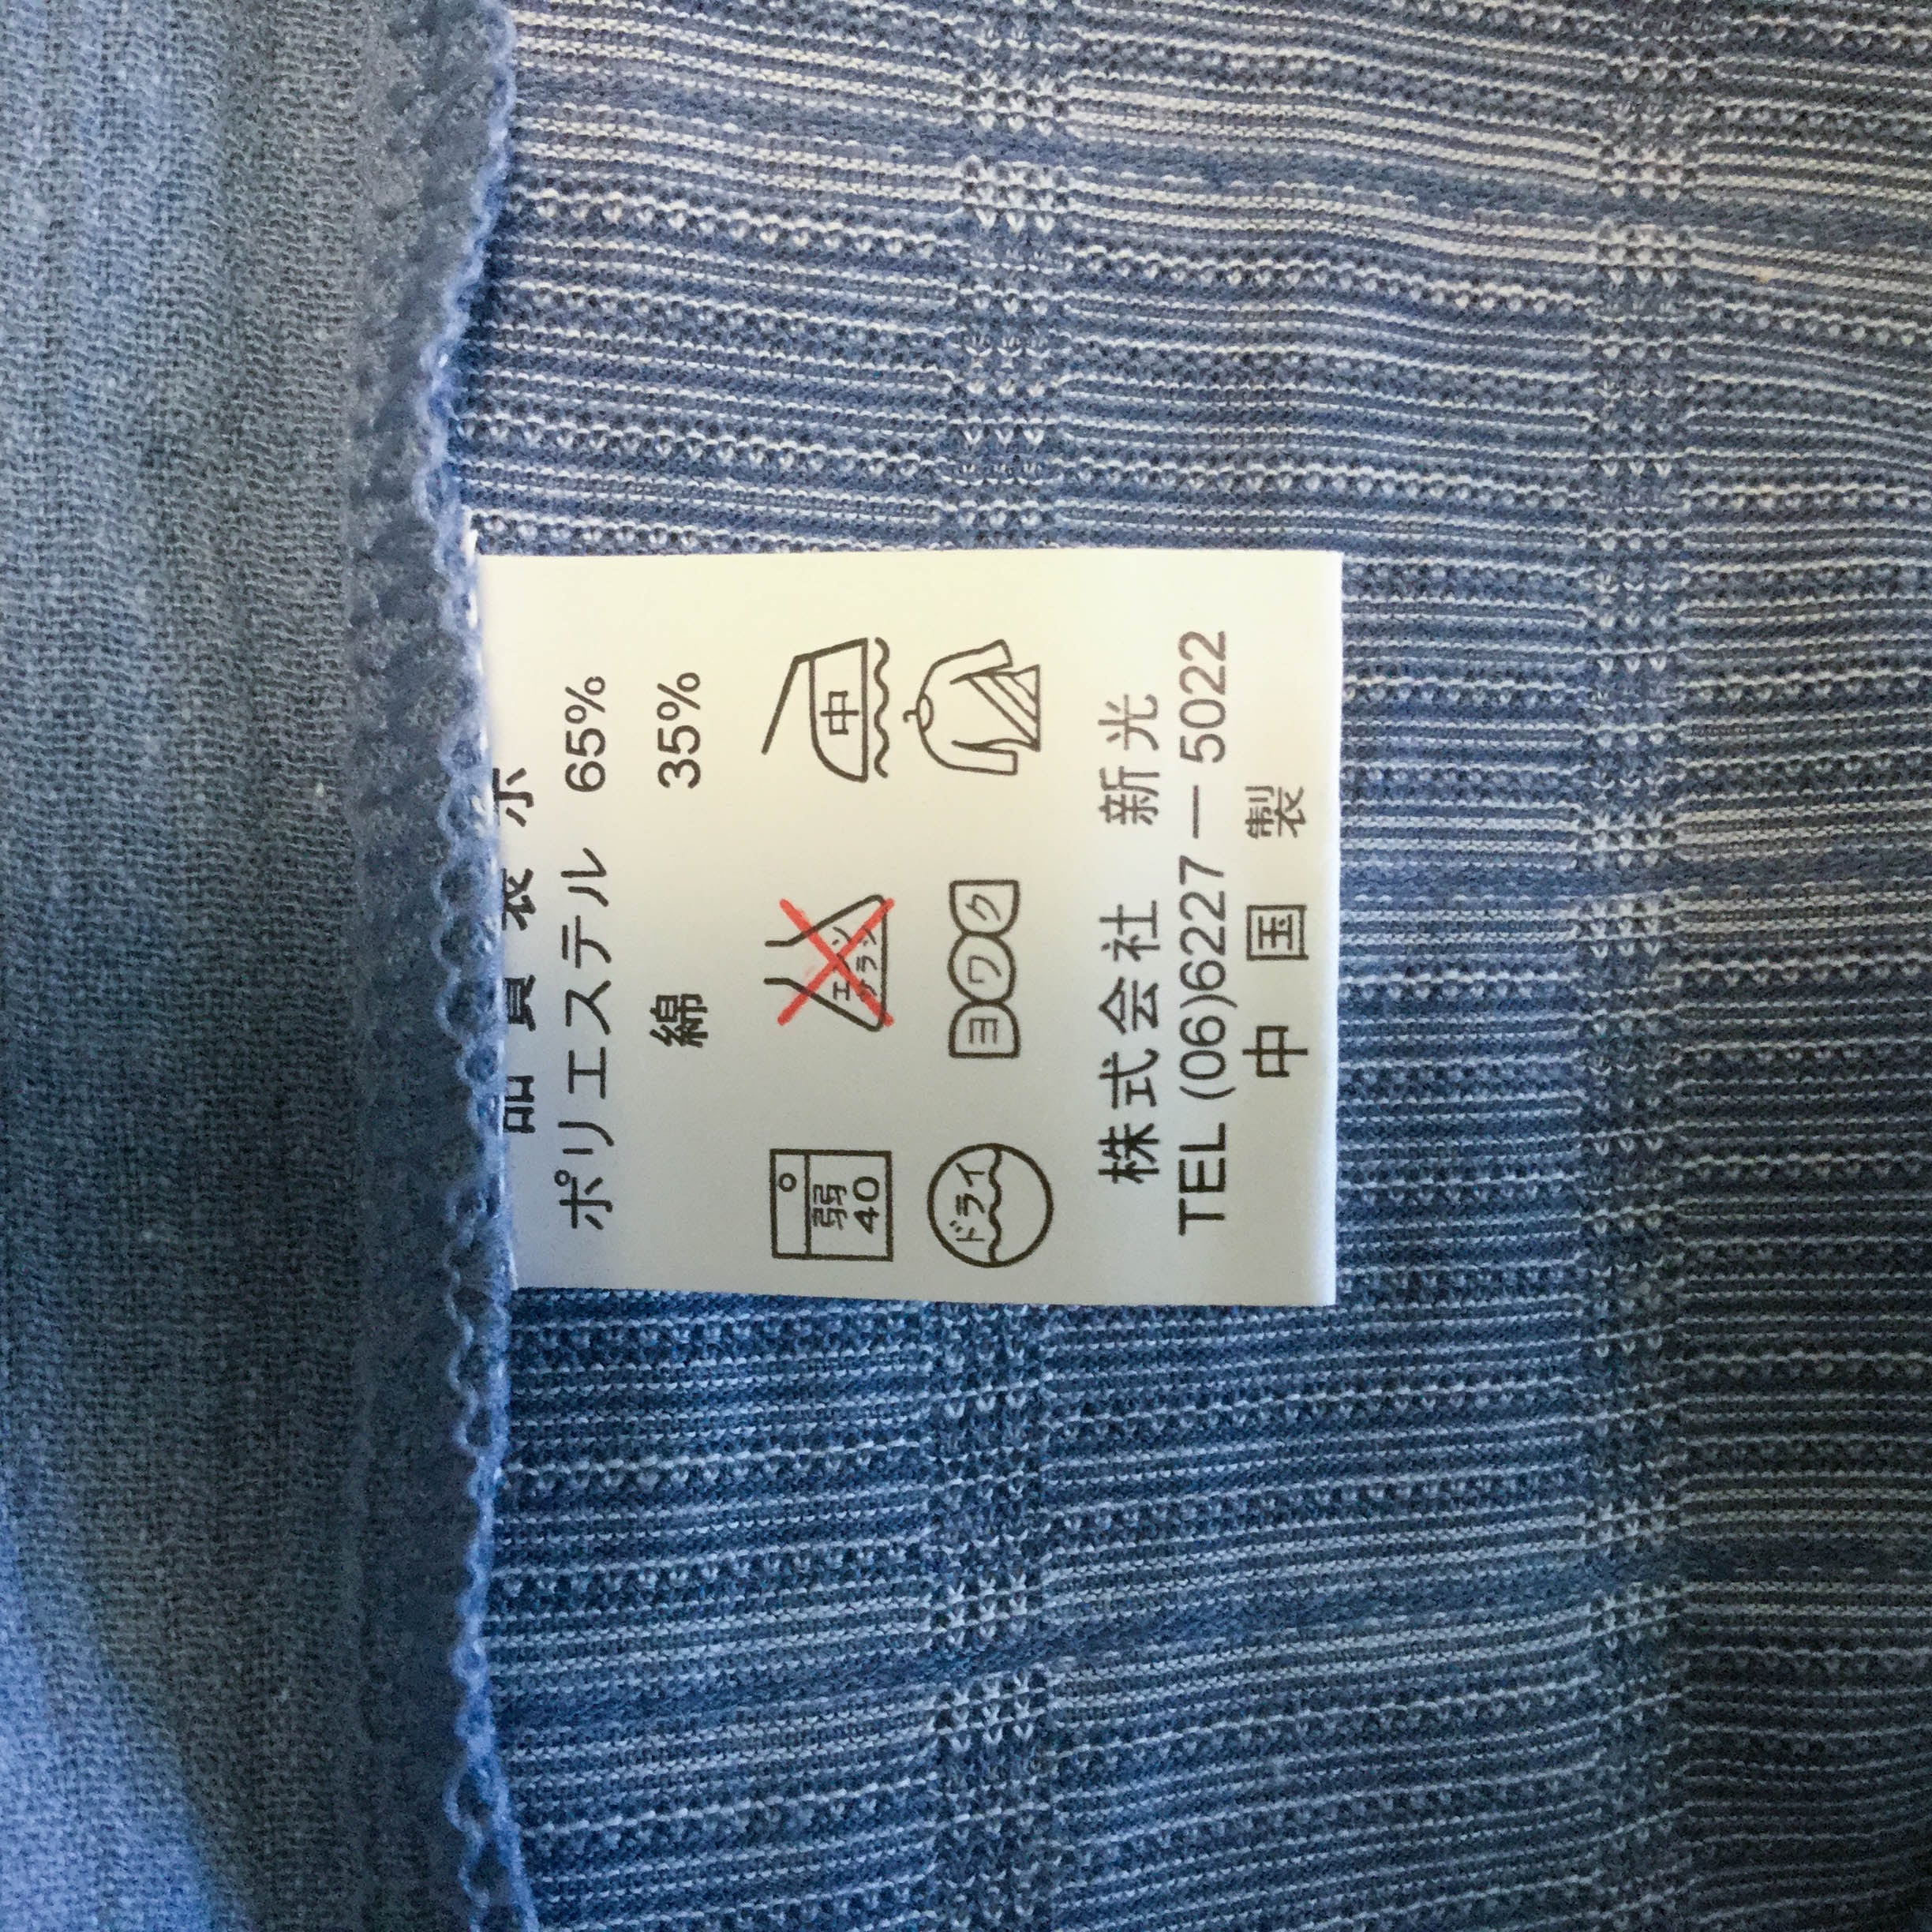 品質表示
ポリエステル 65%
綿 35%
弱 40 エンソ サラシ 中
ドライ ヨワク
株式会社 新光
TEL (06)6227ー5022
中国製